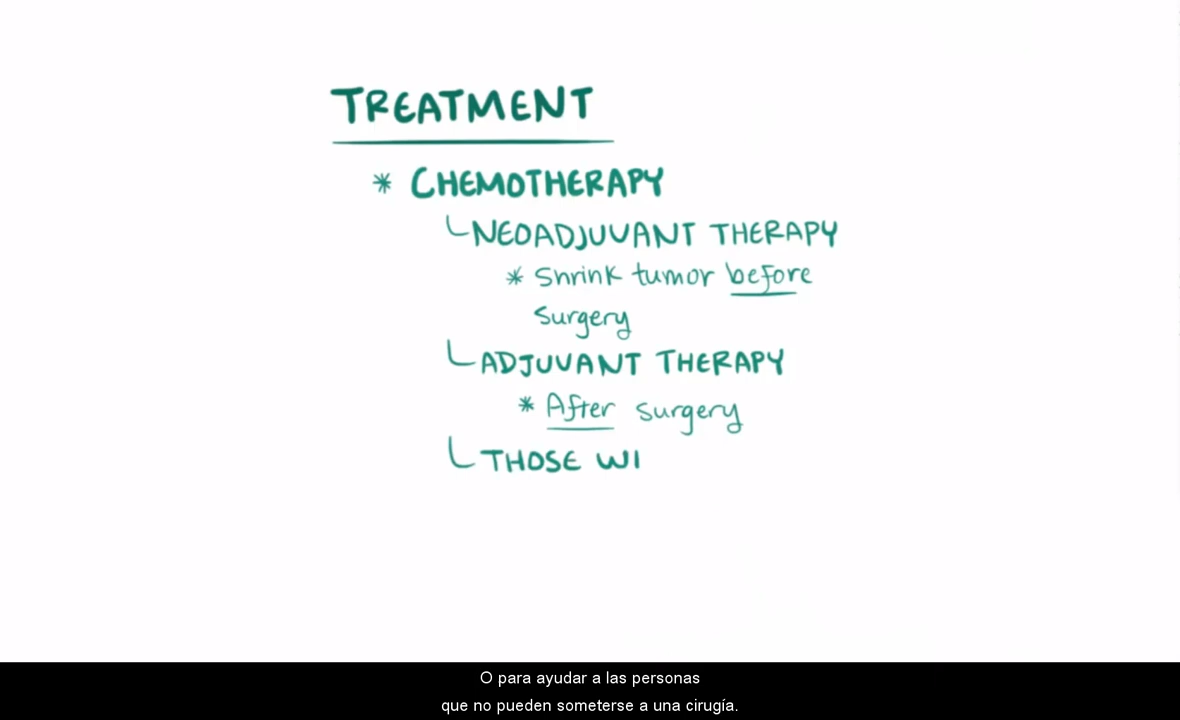 TREATMENT
* CHEMOTHERAPY
NEOADJUVANT THERAPY
* Shrink tumor before
surgery
ADJUVANT THERAPY
* After surgery
THOSE WI
O para ayudar a las personas
que no pueden someterse a una cirugía.